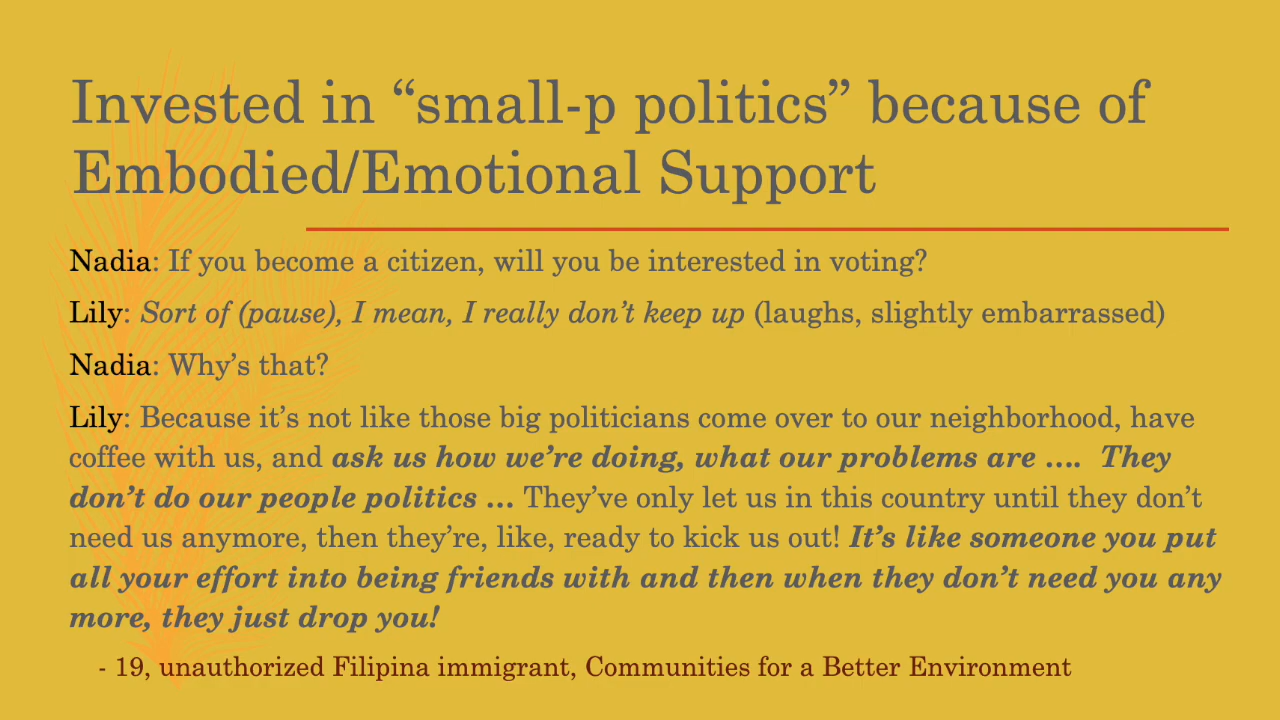 Invested in “small-p politics” because of
Embodied/Emotional Support
Nadia: If you become a citizen, will you be interested in voting?
Lily: Sort of (pause), I mean, I really don’t keep up (laughs, slightly embarrassed)
Nadia: Why’s that?
Lily: Because it’s not like those big politicians come over to our neighborhood, have
coffee with us, and ask us how we’re doing, what our problems are …. They
don’t do our people politics … They’ve only let us in this country until they don’t
need us anymore, then they’re, like, ready to kick us out! It’s like someone you put
all your effort into being friends with and then when they don’t need you any
more, they just drop you!
- 19, unauthorized Filipina immigrant, Communities for a Better Environment